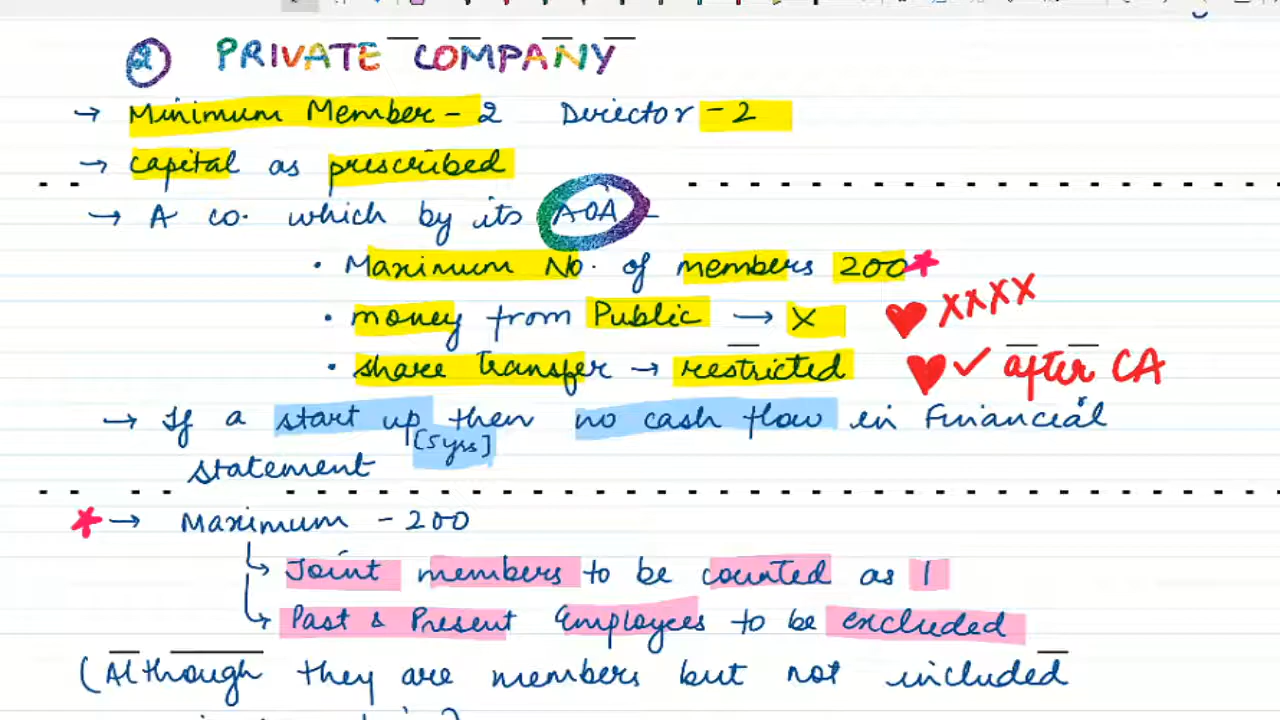 2 PRIVATE COMPANY
→ Minimum Member - 2 Director - 2
→ capital as prescribed
→ A co. which by its AOA -
• Maximum No. of members 200*
• money from Public → X ♥ XXXX
• share transfer → restricted ♥ ✓ after CA
→ If a start up then no cash flow in Financial
[5yrs]
statement
* → Maximum - 200
↳ Joint members to be counted as 1
↳ Past & Present Employees to be excluded
(Although they are members but not included